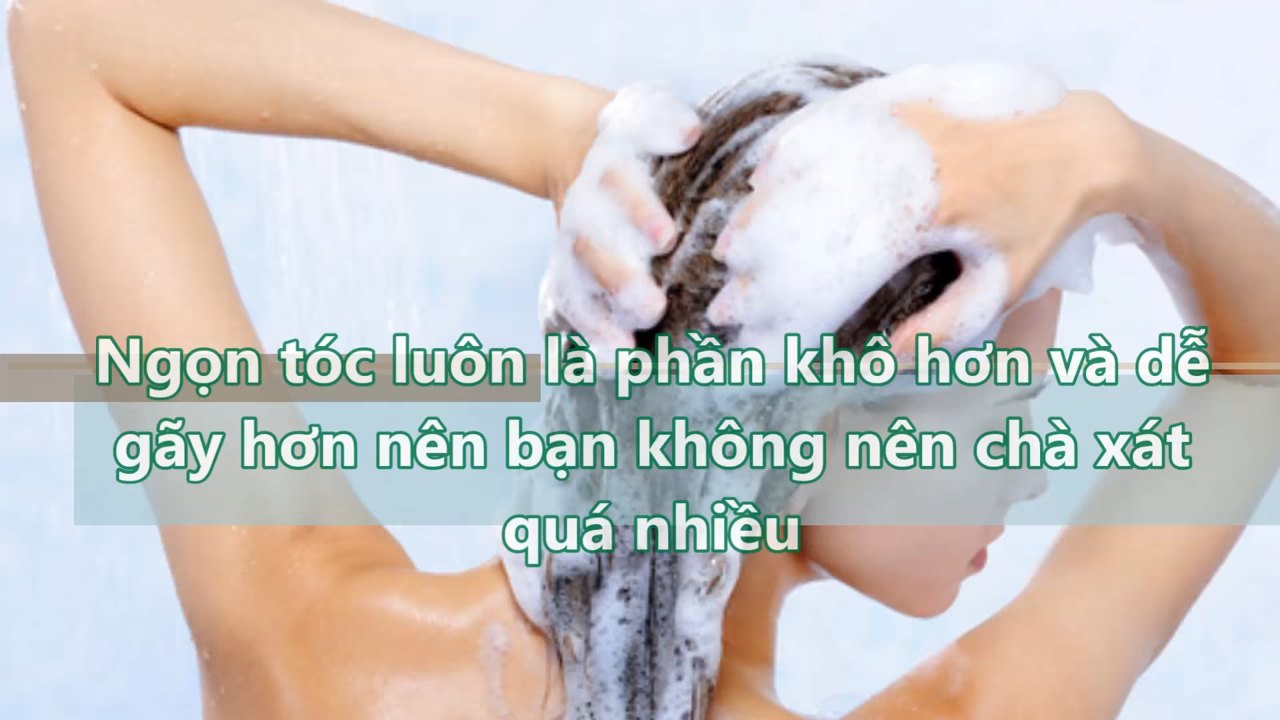 Ngọn tóc luôn là phần khô hơn và dễ
gãy hơn nên bạn không nên chà xát
quá nhiều